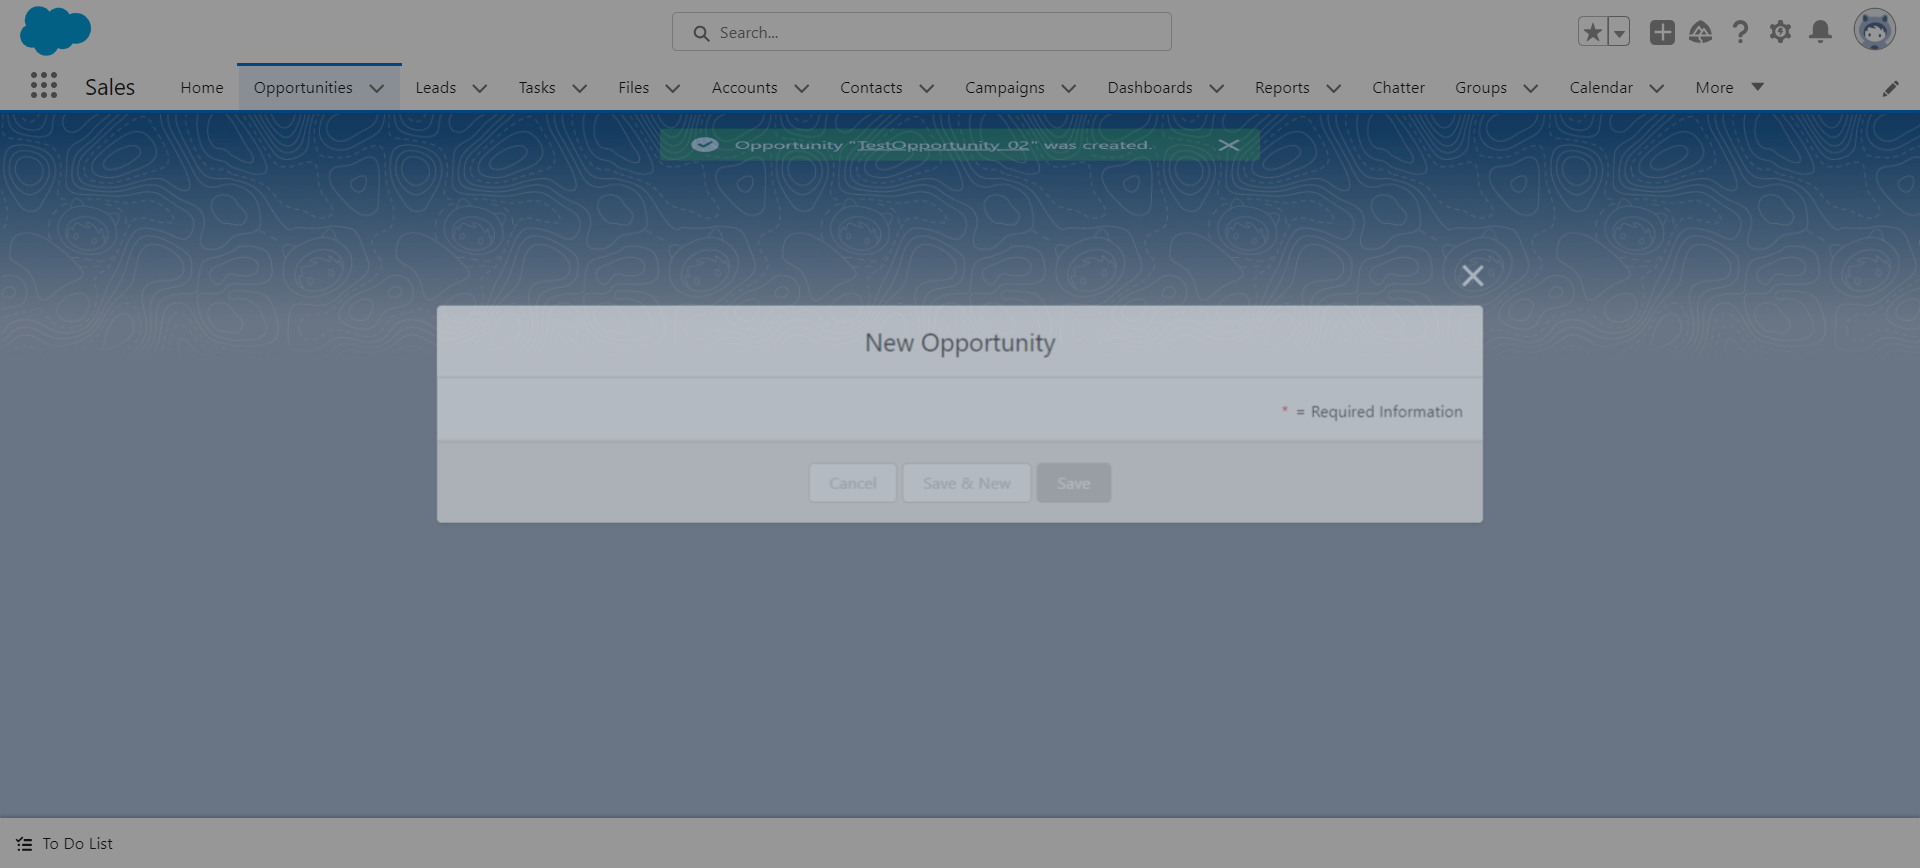 Search...
Sales
Home
Opportunities
Leads
Tasks
Files
Accounts
Contacts
Campaigns
Dashboards
Reports
Chatter
Groups
Calendar
More
Opportunity "TestOpportunity_02" was created.
New Opportunity
* = Required Information
Cancel
Save & New
Save
To Do List